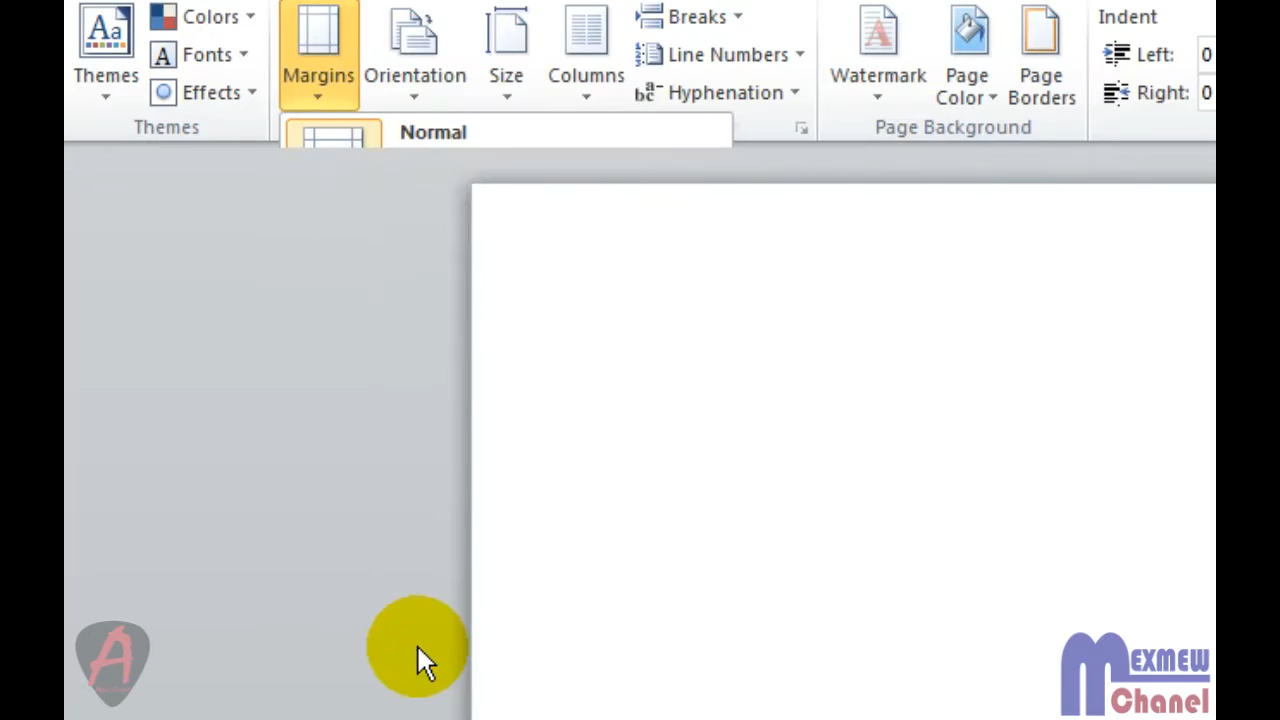 Colors
Fonts
Effects
Themes
Themes
Margins
Orientation
Size
Columns
Breaks
Line Numbers
Hyphenation
Normal
Watermark
Page
Color
Page
Borders
Page Background
Indent
Left: 0
Right: 0
A
MEXMEW
Chanel